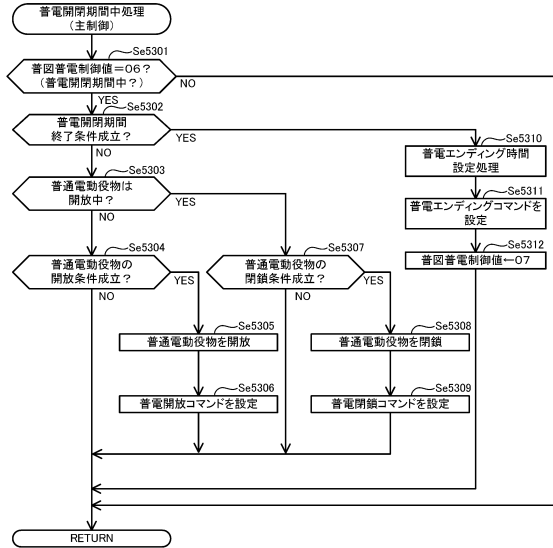 普電開閉期間中処理
(主制御)
Se5301
普図普電制御値=06?
(普電開閉期間中?)
NO
YES
Se5302
普電開閉期間
終了条件成立?
YES
NO
Se5310
普電エンディング時間
設定処理
Se5303
普通電動役物は
開放中?
YES
NO
Se5311
普電エンディングコマンドを
設定
Se5304
普通電動役物の
開放条件成立?
YES
NO
Se5307
普通電動役物の
閉鎖条件成立?
YES
NO
Se5312
普図普電制御値←07
Se5305
普通電動役物を開放
Se5308
普通電動役物を閉鎖
Se5306
普電開放コマンドを設定
Se5309
普電閉鎖コマンドを設定
RETURN